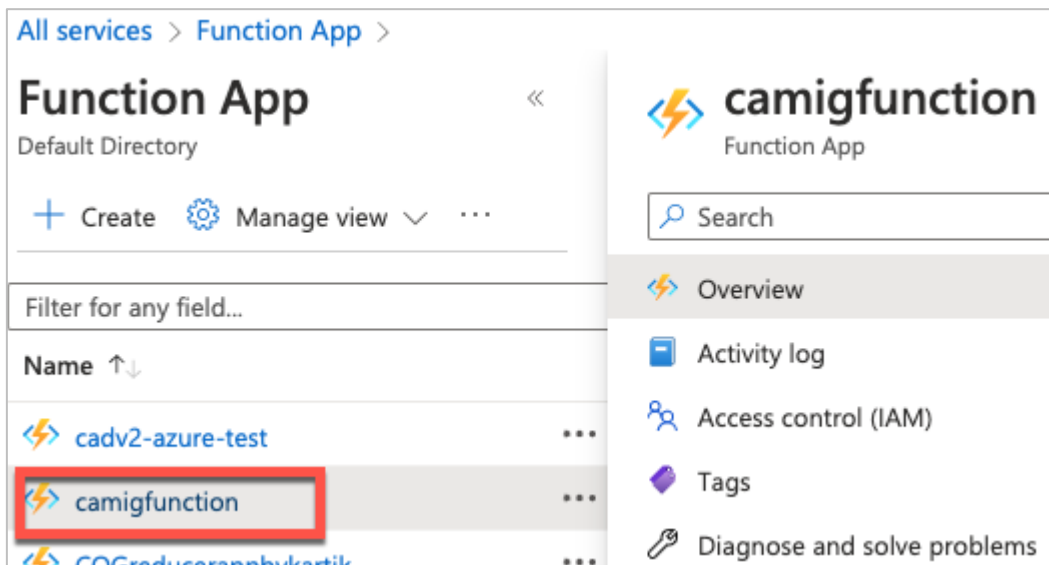 All services > Function App >
Function App
Default Directory
Create Manage view ...
Filter for any field...
Name ↑↓
cadv2-azure-test ...
camigfunction ...
camigfunction
Function App
Search
Overview
Activity log
Access control (IAM)
Tags
Diagnose and solve problems